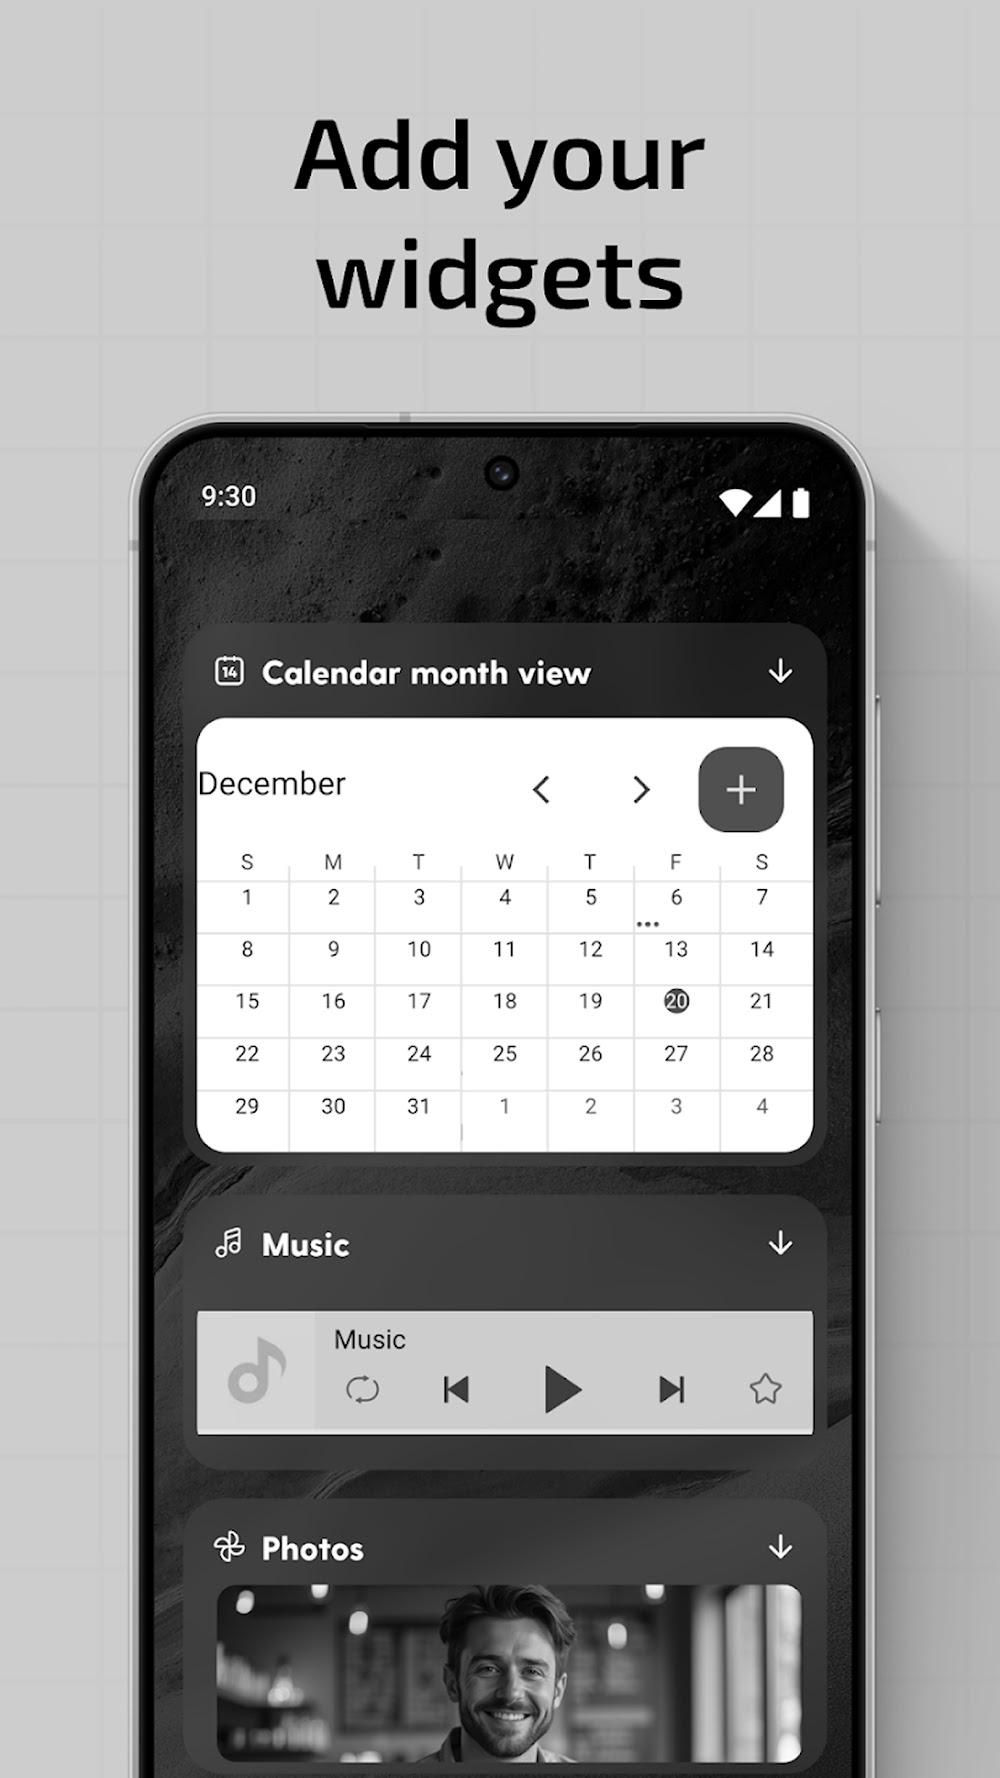 Add your
widgets
9:30
14 Calendar month view
December
S M T W T F S
1 2 3 4 5 6 7
8 9 10 11 12 13 14
15 16 17 18 19 20 21
22 23 24 25 26 27 28
29 30 31 1 2 3 4
Music
Music
Photos